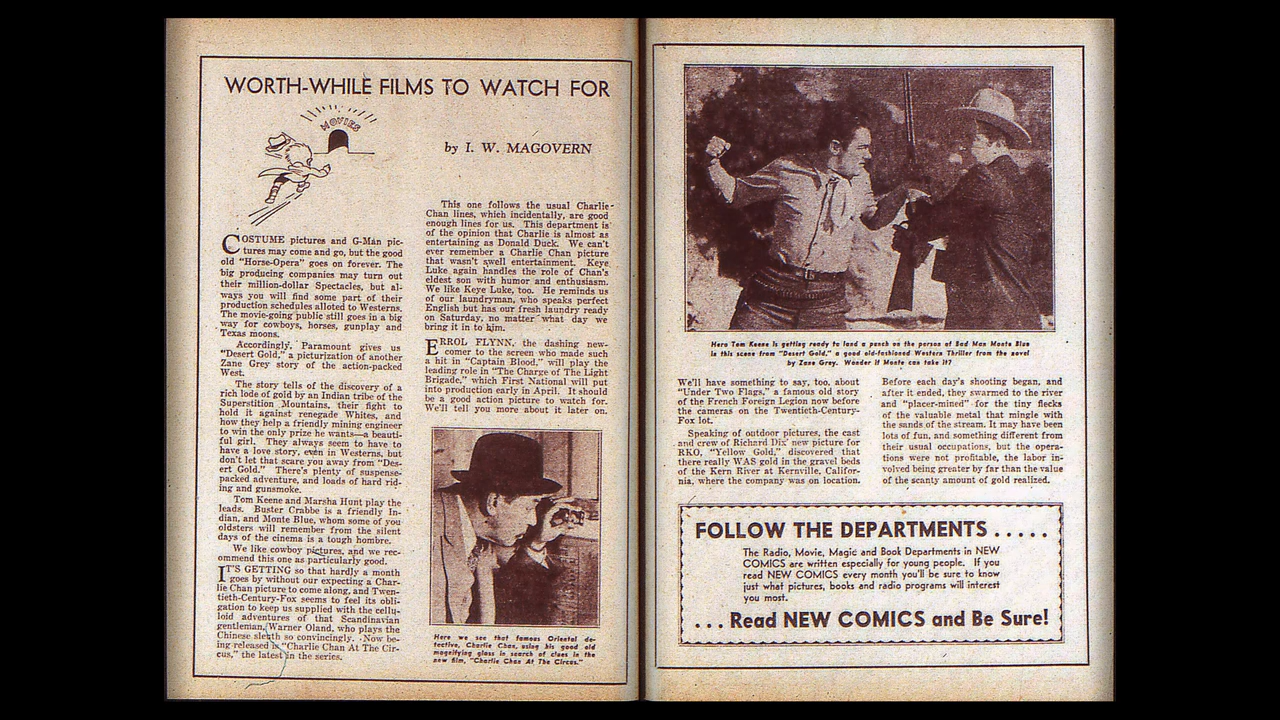 WORTH-WHILE FILMS TO WATCH FOR
MOVIES
by I. W. MAGOVERN
COSTUME pictures and G-Man pic-
tures may come and go, but the good
old "Horse-Opera" goes on forever. The
big producing companies may turn out
their million-dollar Spectacles, but al-
ways you will find some part of their
production schedules alloted to Westerns.
The movie-going public still goes in a big
way for cowboys, horses, gunplay and
Texas moons.
Accordingly, Paramount gives us
"Desert Gold," a picturization of another
Zane Grey story of the action-packed
West.
The story tells of the discovery of a
rich lode of gold by an Indian tribe of the
Superstition Mountains, their fight to
hold it against renegade Whites, and
how they help a friendly mining engineer
to win the only prize he wants—a beauti-
ful girl. They always seem to have to
have a love story, even in Westerns, but
don't let that scare you away from "Des-
ert Gold." There's plenty of suspense-
packed adventure, and loads of hard rid-
ing and gunsmoke.
Tom Keene and Marsha Hunt play the
leads. Buster Crabbe is a friendly In-
dian, and Monte Blue, whom some of you
oldsters will remember from the silent
days of the cinema is a tough hombre.
We like cowboy pictures, and we rec-
ommend this one as particularly good.
IT'S GETTING so that hardly a month
goes by without our expecting a Char-
lie Chan picture to come along, and Twen-
tieth-Century-Fox seems to feel its obli-
gation to keep us supplied with the cellu-
loid adventures of that Scandinavian
gentleman, Warner Oland, who plays the
Chinese sleuth so convincingly. Now be-
ing released is "Charlie Chan At The Cir-
cus," the latest in the series.
This one follows the usual Charlie-
Chan lines, which incidentally, are good
enough lines for us. This department is
of the opinion that Charlie is almost as
entertaining as Donald Duck. We can't
ever remember a Charlie Chan picture
that wasn't swell entertainment. Keye
Luke again handles the role of Chan's
eldest son with humor and enthusiasm.
We like Keye Luke, too. He reminds us
of our laundryman, who speaks perfect
English but has our fresh laundry ready
on Saturday, no matter what day we
bring it in to him.
ERROL FLYNN, the dashing new-
comer to the screen who made such
a hit in "Captain Blood," will play the
leading role in "The Charge of The Light
Brigade," which First National will put
into production early in April. It should
be a good action picture to watch for.
We'll tell you more about it later on.
Here we see that famous Oriental de-
tective, Charlie Chan, using his good old
magnifying glass in search of clues in the
new film, "Charlie Chan At The Circus."
Here Tom Keene is getting ready to land a punch on the person of Bad Man Monte Blue
in this scene from "Desert Gold," a good old-fashioned Western Thriller from the novel
by Zane Grey. Wonder if Monte can take it?
We'll have something to say, too, about
"Under Two Flags," a famous old story
of the French Foreign Legion now before
the cameras on the Twentieth-Century-
Fox lot.
Speaking of outdoor pictures, the cast
and crew of Richard Dix' new picture for
RKO, "Yellow Gold," discovered that
there really WAS gold in the gravel beds
of the Kern River at Kernville, Califor-
nia, where the company was on location.
Before each day's shooting began, and
after it ended, they swarmed to the river
and "placer-mined" for the tiny flecks
of the valuable metal that mingle with
the sands of the stream. It may have been
lots of fun, and something different from
their usual occupations, but the opera-
tions were not profitable, the labor in-
volved being greater by far than the value
of the scanty amount of gold realized.
FOLLOW THE DEPARTMENTS . . . . .
The Radio, Movie, Magic and Book Departments in NEW
COMICS are written especially for young people. If you
read NEW COMICS every month you'll be sure to know
just what pictures, books and radio programs will interest
you most.
. . . Read NEW COMICS and Be Sure!